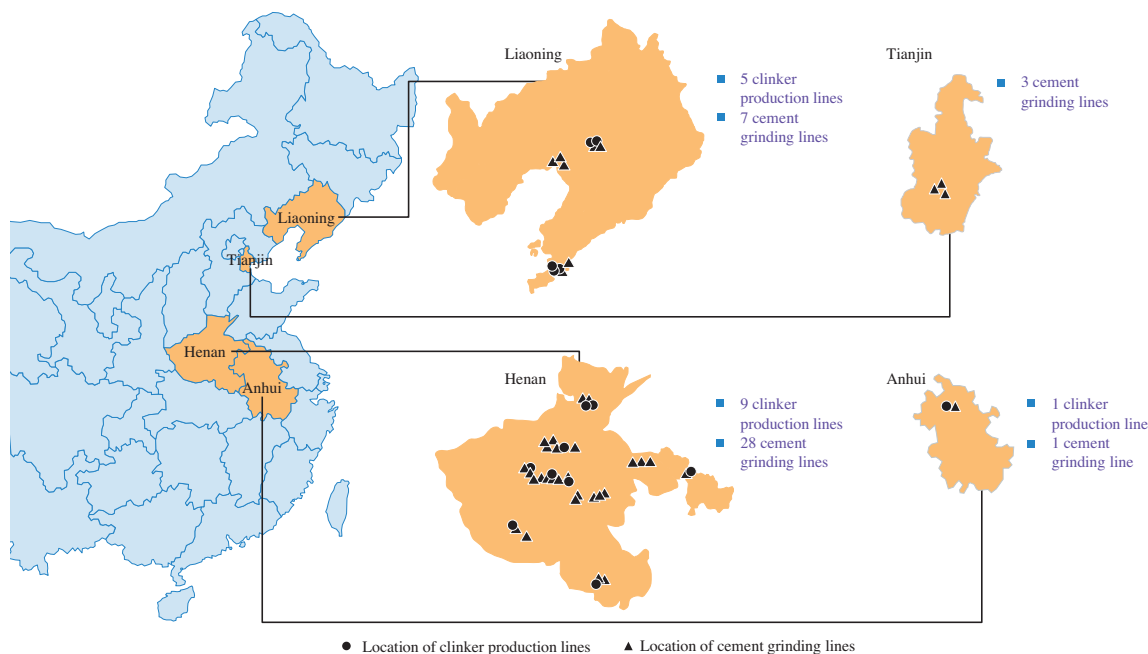 Liaoning
5 clinker
production lines
7 cement
grinding lines
Tianjin
3 cement
grinding lines
Liaoning
Tianjin
Henan
Anhui
Henan
9 clinker
production lines
28 cement
grinding lines
Anhui
1 clinker
production line
1 cement
grinding line
Location of clinker production lines
Location of cement grinding lines